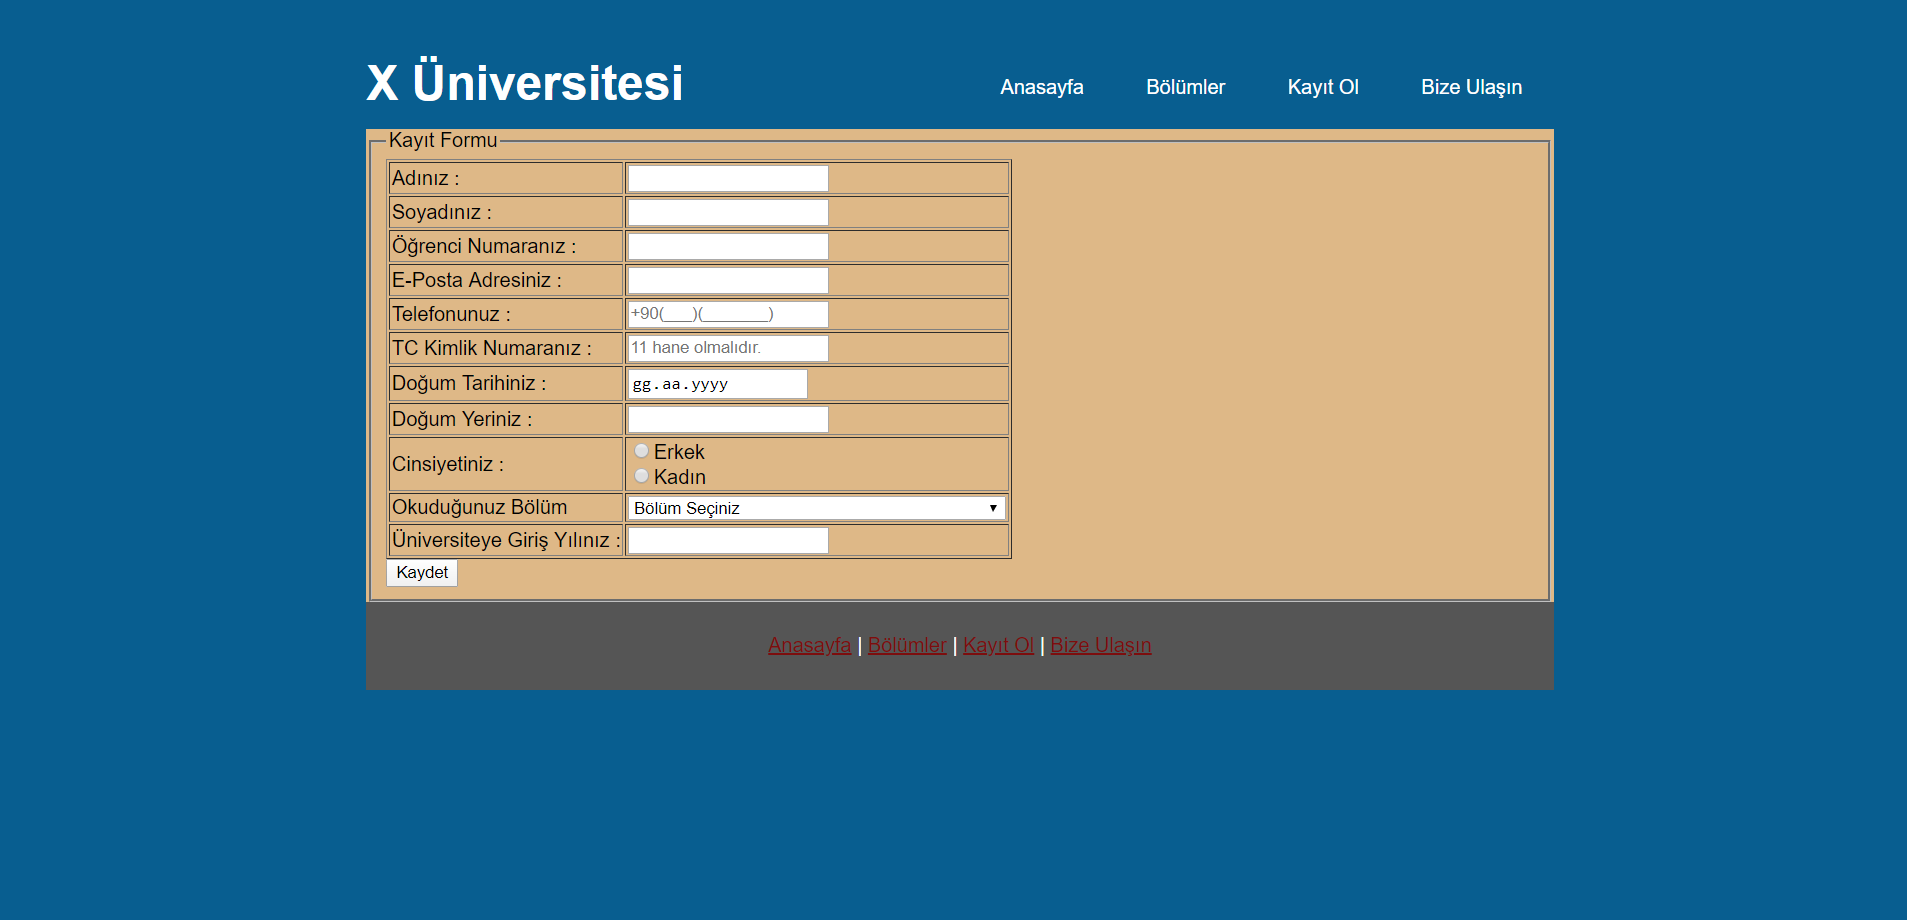 X Üniversitesi
Anasayfa Bölümler Kayıt Ol Bize Ulaşın
Kayıt Formu
Adınız :
Soyadınız :
Öğrenci Numaranız :
E-Posta Adresiniz :
Telefonunuz : +90(___)(_______)
TC Kimlik Numaranız : 11 hane olmalıdır.
Doğum Tarihiniz : gg.aa.yyyy
Doğum Yeriniz :
Cinsiyetiniz :
Erkek
Kadın
Okuduğunuz Bölüm Bölüm Seçiniz
Üniversiteye Giriş Yılınız :
Kaydet
Anasayfa | Bölümler | Kayıt Ol | Bize Ulaşın